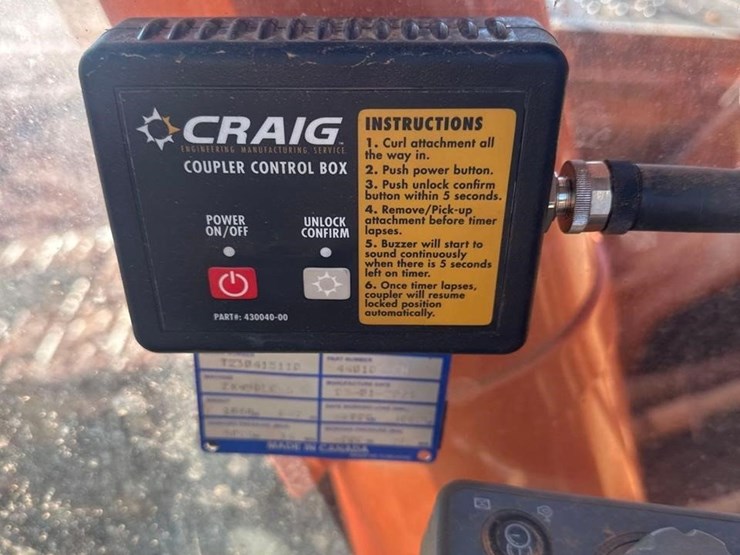 CRAIG
ENGINEERING MANUFACTURING SERVICE
COUPLER CONTROL BOX
POWER
ON/OFF
UNLOCK
CONFIRM
PART#: 430040-00
INSTRUCTIONS
1. Curl attachment all
the way in.
2. Push power button.
3. Push unlock confirm
button within 5 seconds.
4. Remove/Pick-up
attachment before timer
lapses.
5. Buzzer will start to
sound continuously
when there is 5 seconds
left on timer.
6. Once timer lapses,
coupler will resume
locked position
automatically.
PART NUMBER
MADE IN CANADA